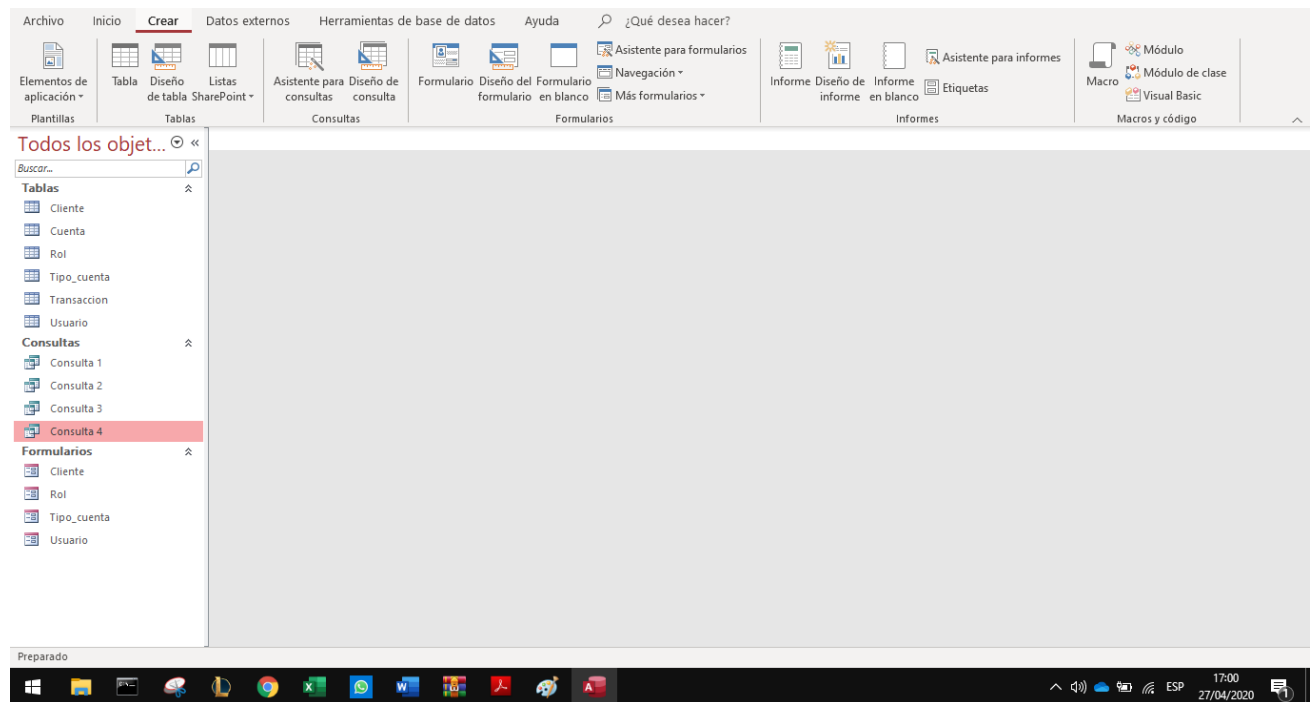 Archivo Inicio Crear Datos externos Herramientas de base de datos Ayuda ¿Qué desea hacer?
Elementos de aplicación
Plantillas
Tabla
Diseño de tabla
Listas SharePoint
Tablas
Asistente para consultas
Diseño de consulta
Consultas
Formulario
Diseño del formulario
Formulario en blanco
Asistente para formularios
Navegación
Más formularios
Formularios
Informe
Diseño de informe
Informe en blanco
Asistente para informes
Etiquetas
Informes
Macro
Módulo
Módulo de clase
Visual Basic
Macros y código
Todos los objet...
Buscar...
Tablas
Cliente
Cuenta
Rol
Tipo_cuenta
Transaccion
Usuario
Consultas
Consulta 1
Consulta 2
Consulta 3
Consulta 4
Formularios
Cliente
Rol
Tipo_cuenta
Usuario
Preparado
ESP
17:00
27/04/2020